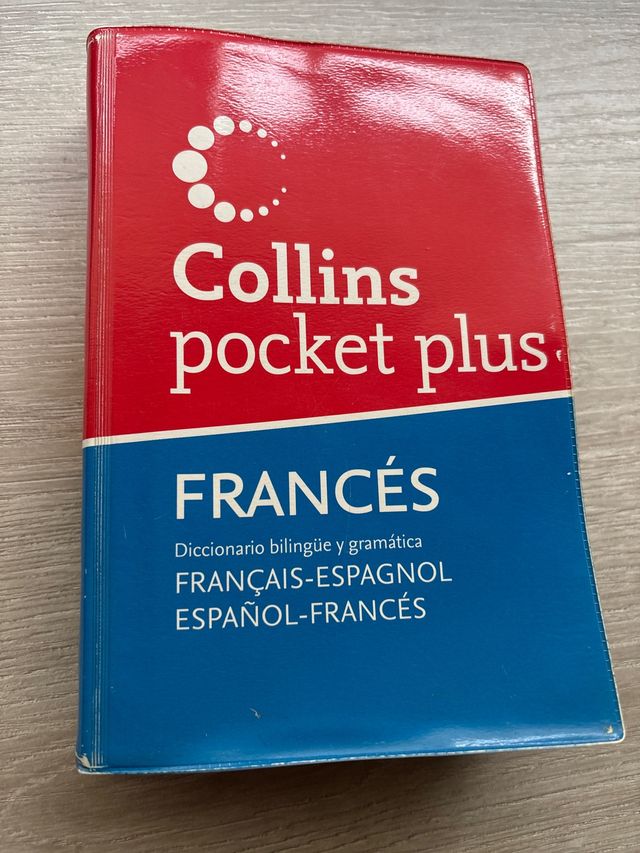 Collins
pocket plus
FRANCÉS
Diccionario bilingüe y gramática
FRANÇAIS-ESPAGNOL
ESPAÑOL-FRANCÉS